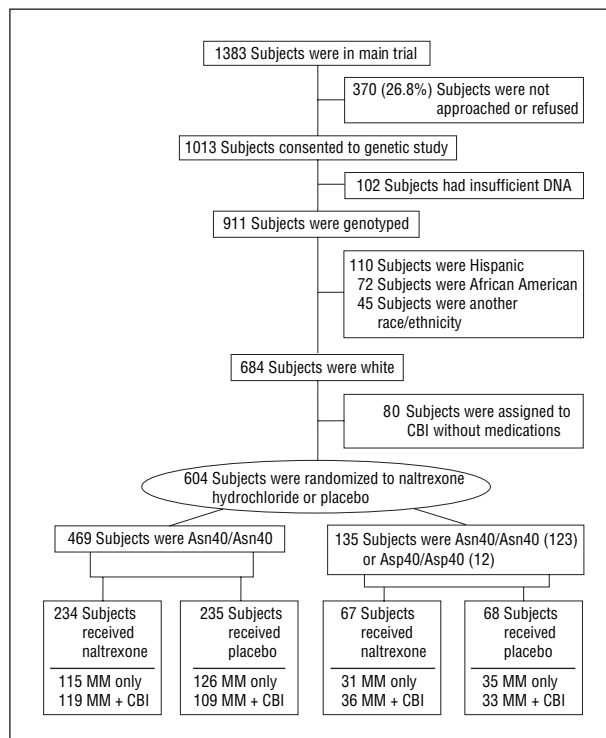 1383 Subjects were in main trial
370 (26.8%) Subjects were not
approached or refused
1013 Subjects consented to genetic study
102 Subjects had insufficient DNA
911 Subjects were genotyped
110 Subjects were Hispanic
72 Subjects were African American
45 Subjects were another
race/ethnicity
684 Subjects were white
80 Subjects were assigned to
CBI without medications
604 Subjects were randomized to naltrexone
hydrochloride or placebo
469 Subjects were Asn40/Asn40
135 Subjects were Asn40/Asn40 (123)
or Asp40/Asp40 (12)
234 Subjects
received
naltrexone
115 MM only
119 MM + CBI
235 Subjects
received
placebo
126 MM only
109 MM + CBI
67 Subjects
received
naltrexone
31 MM only
36 MM + CBI
68 Subjects
received
placebo
35 MM only
33 MM + CBI